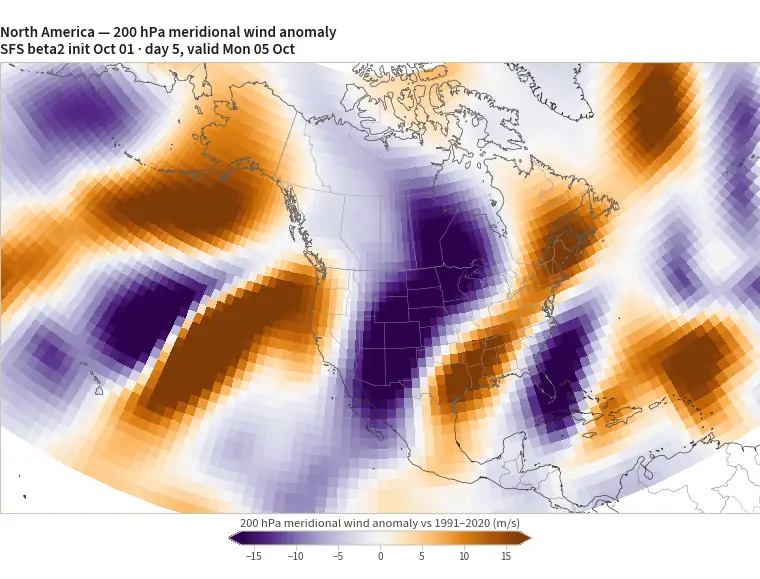 North America — 200 hPa meridional wind anomaly
SFS beta2 init Oct 01 · day 5, valid Mon 05 Oct
200 hPa meridional wind anomaly vs 1991–2020 (m/s)
−15 −10 −5 0 5 10 15